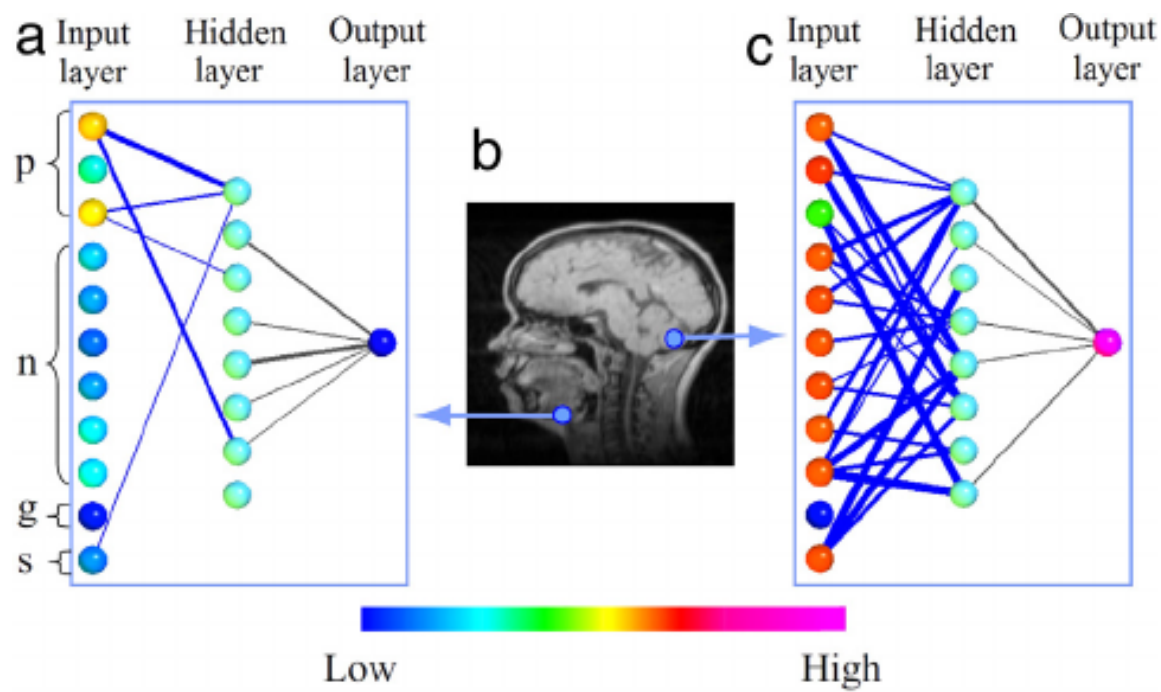 a
Input layer
Hidden layer
Output layer
p
n
g
s
b
c
Input layer
Hidden layer
Output layer
Low
High